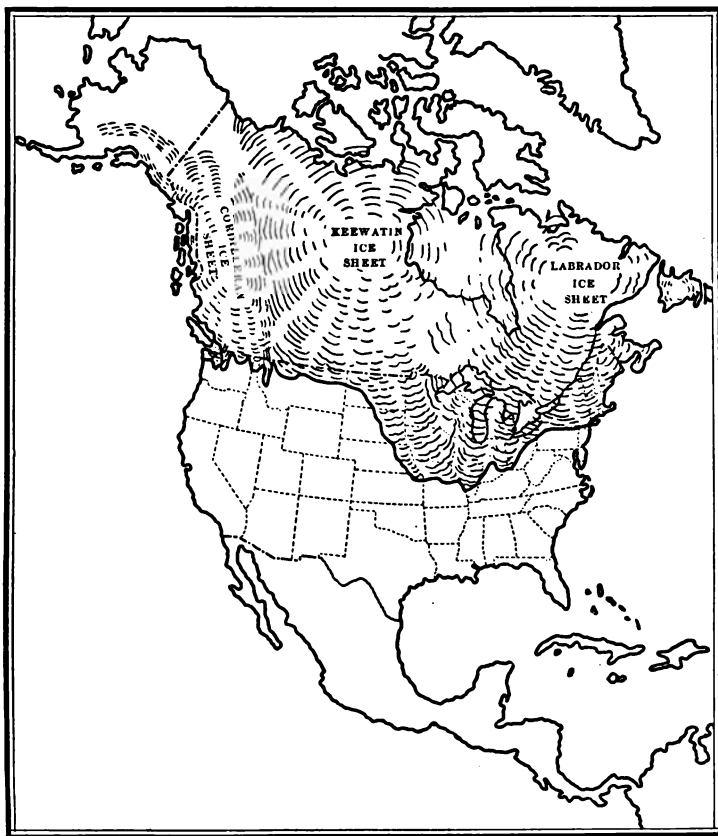 CORDILLERAN
ICE
SHEET
KEEWATIN
ICE
SHEET
LABRADOR
ICE
SHEET